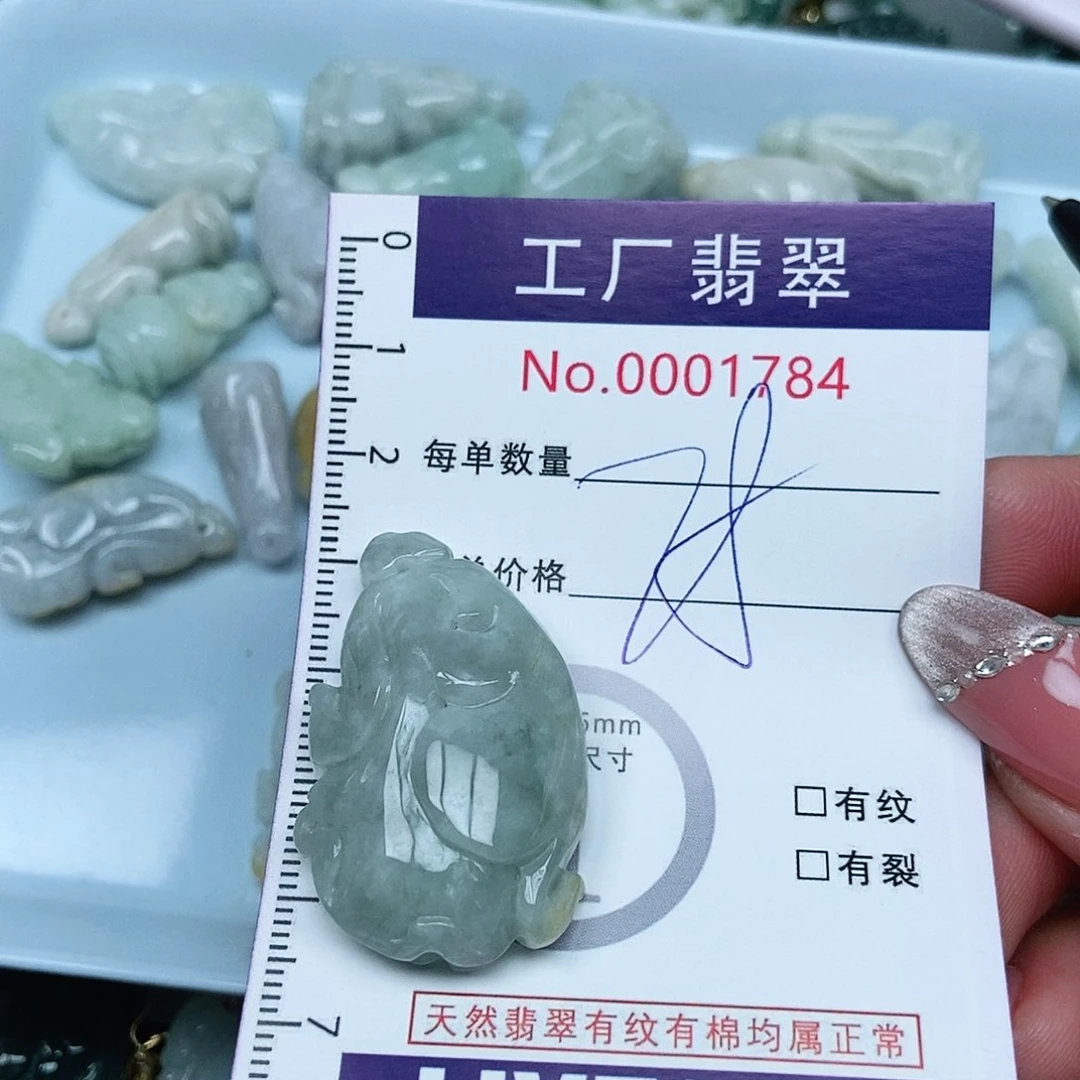 工厂翡翠
No.0001784
0
1
2
每单数量
单价格
5mm
尺寸
□有纹
□有裂
7
天然翡翠有纹有棉均属正常